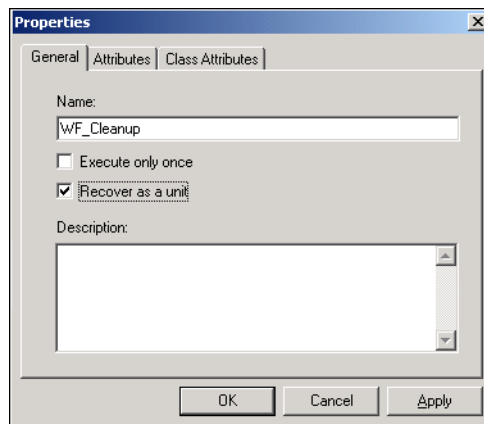 Properties
General Attributes Class Attributes
Name:
WF_Cleanup
Execute only once
Recover as a unit
Description:
OK Cancel Apply